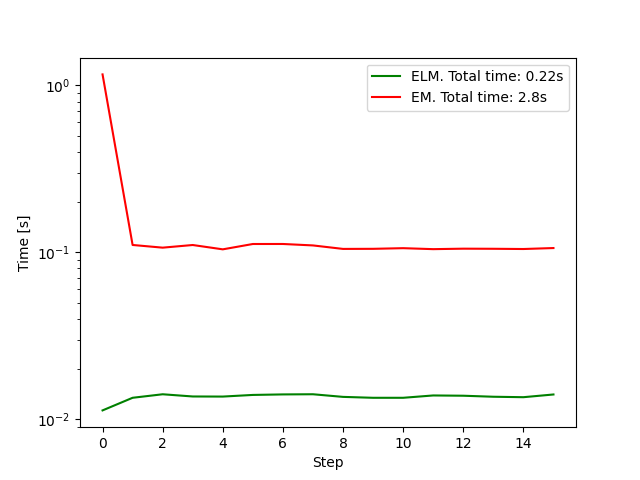 ELM. Total time: 0.22s
EM. Total time: 2.8s
10⁰
10⁻¹
10⁻²
Time [s]
0 2 4 6 8 10 12 14
Step